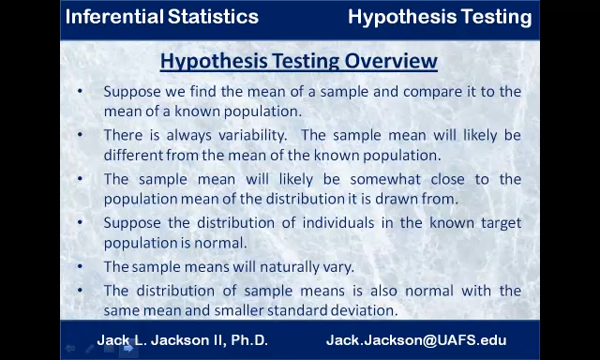 Inferential Statistics Hypothesis Testing
Hypothesis Testing Overview
• Suppose we find the mean of a sample and compare it to the
mean of a known population.
• There is always variability. The sample mean will likely be
different from the mean of the known population.
• The sample mean will likely be somewhat close to the
population mean of the distribution it is drawn from.
• Suppose the distribution of individuals in the known target
population is normal.
• The sample means will naturally vary.
• The distribution of sample means is also normal with the
same mean and smaller standard deviation.
Jack L. Jackson II, Ph.D. Jack.Jackson@UAFS.edu